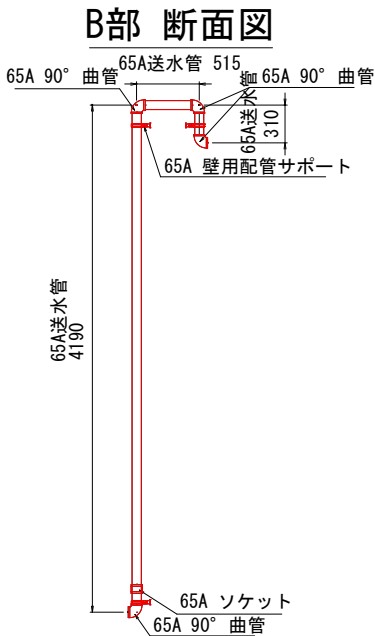 B部 断面図
65A送水管 515
65A 90° 曲管
65A 90° 曲管
65A送水管
310
65A 壁用配管サポート
65A送水管
4190
65A ソケット
65A 90° 曲管